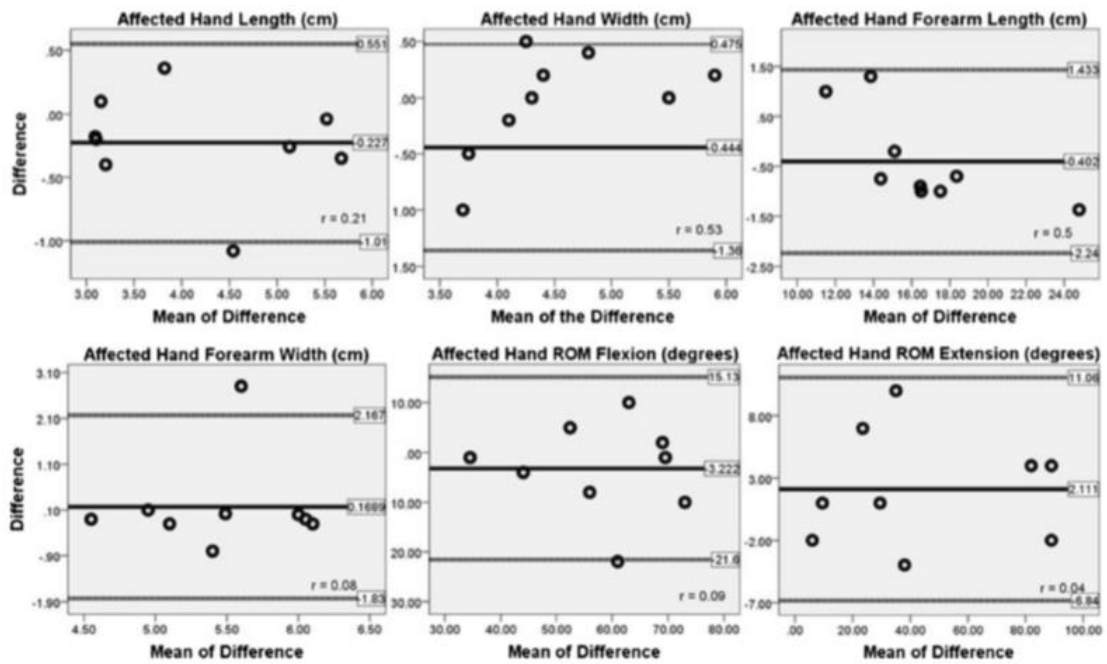 Affected Hand Length (cm)
Difference
.50
.00
-.50
-1.00
0.551
-0.227
-1.01
r = 0.21
3.00 3.50 4.00 4.50 5.00 5.50 6.00
Mean of Difference
Affected Hand Width (cm)
.50
.00
-.50
1.00
1.50
0.475
-0.444
-1.36
r = 0.53
3.50 4.00 4.50 5.00 5.50 6.00
Mean of the Difference
Affected Hand Forearm Length (cm)
1.50
.50
-.50
-1.50
-2.50
1.433
-0.402
-2.24
r = 0.5
10.00 12.00 14.00 16.00 18.00 20.00 22.00 24.00
Mean of Difference
Affected Hand Forearm Width (cm)
Difference
3.10
2.10
1.10
.10
-.90
-1.90
2.167
0.1689
-1.83
r = 0.08
4.50 5.00 5.50 6.00 6.50
Mean of Difference
Affected Hand ROM Flexion (degrees)
10.00
.00
10.00
20.00
30.00
15.13
-3.222
-21.6
r = 0.09
30.00 40.00 50.00 60.00 70.00 80.00
Mean of Difference
Affected Hand ROM Extension (degrees)
8.00
3.00
-2.00
-7.00
11.06
2.111
-6.84
r = 0.04
.00 20.00 40.00 60.00 80.00 100.00
Mean of Difference